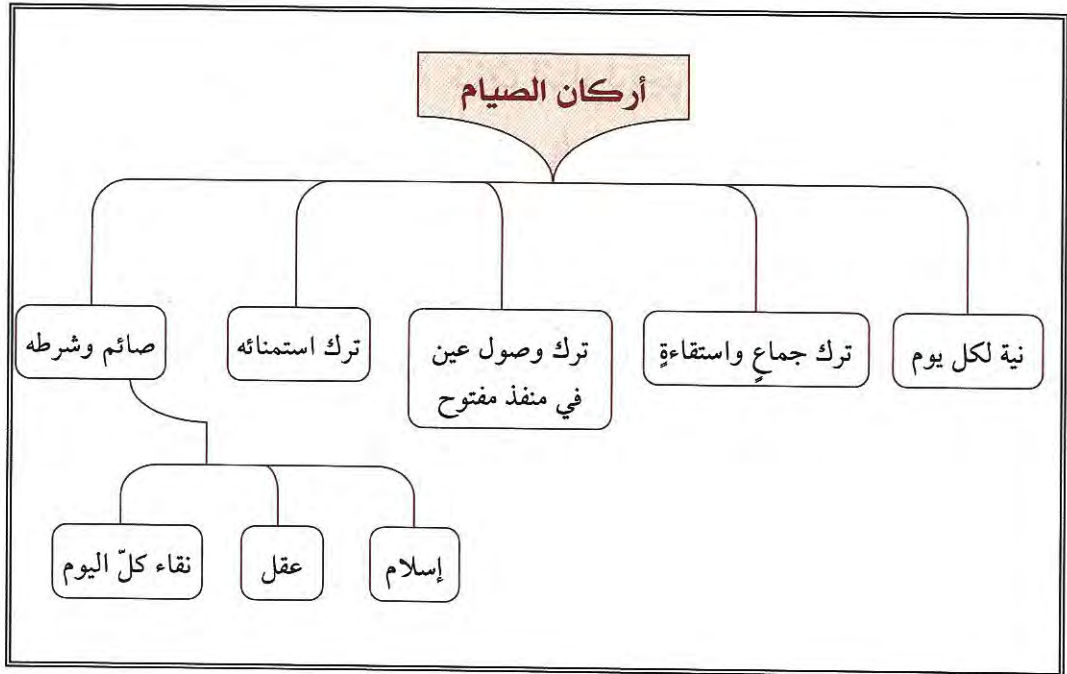 أركان الصيام
نية لكل يوم
ترك جماعٍ واستقاءةٍ
ترك وصول عين
في منفذ مفتوح
ترك استمنائه
صائم وشرطه
إسلام
عقل
نقاء كلّ اليوم